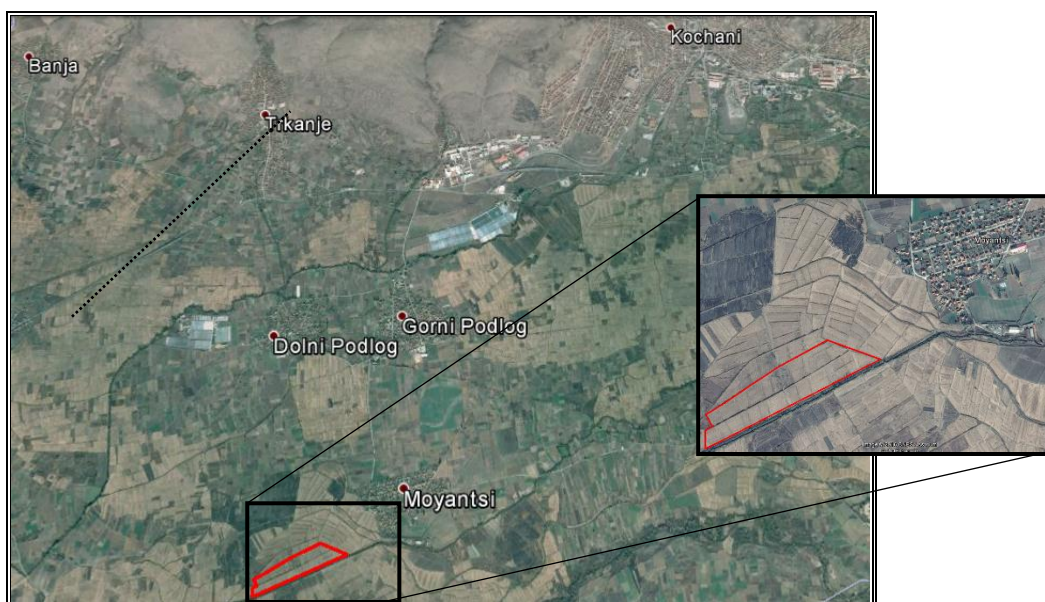 Kochani
Banja
Trkanje
Moyantsi
Gorni Podlog
Dolni Podlog
Moyantsi